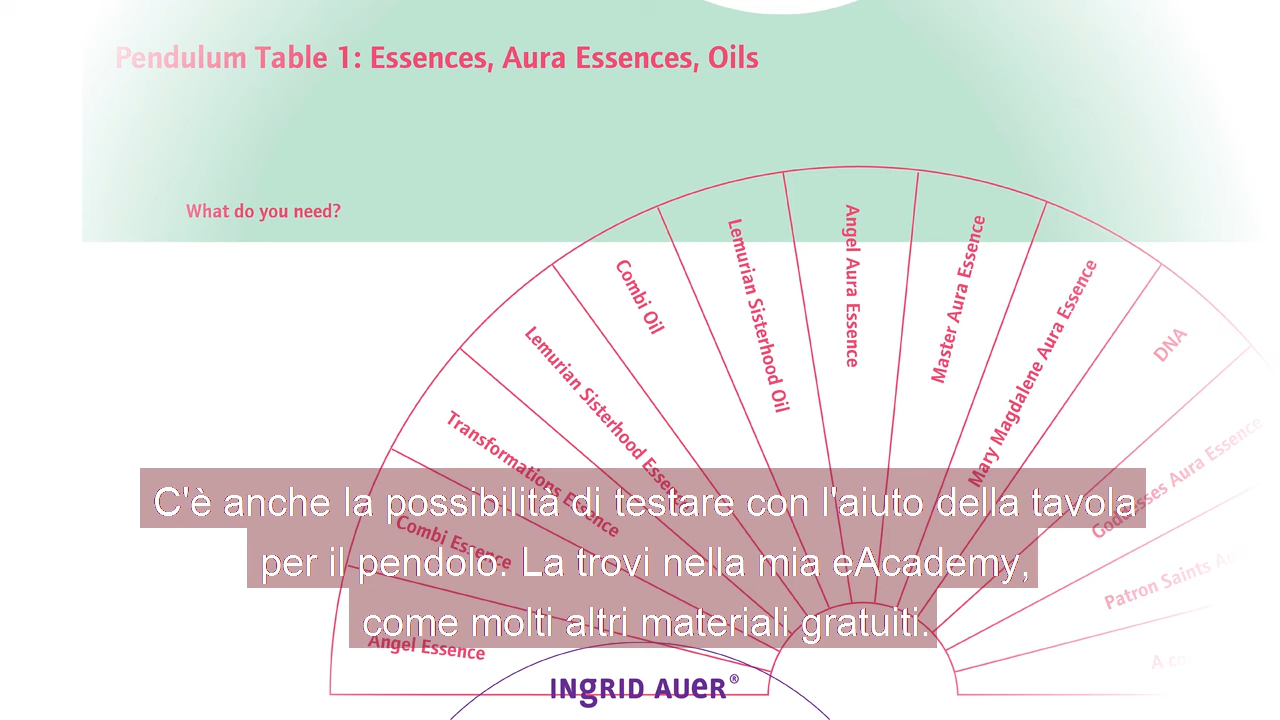 Pendulum Table 1: Essences, Aura Essences, Oils
What do you need?
Angel Essence
Combi Essence
Transformations Essence
Lemurian Sisterhood Essence
Combi Oil
Lemurian Sisterhood Oil
Angel Aura Essence
Master Aura Essence
Mary Magdalene Aura Essence
DNA
Goddesses Aura Essence
Patron Saints
C'è anche la possibilità di testare con l'aiuto della tavola
per il pendolo. La trovi nella mia eAcademy,
come molti altri materiali gratuiti.
INGRID AUER®